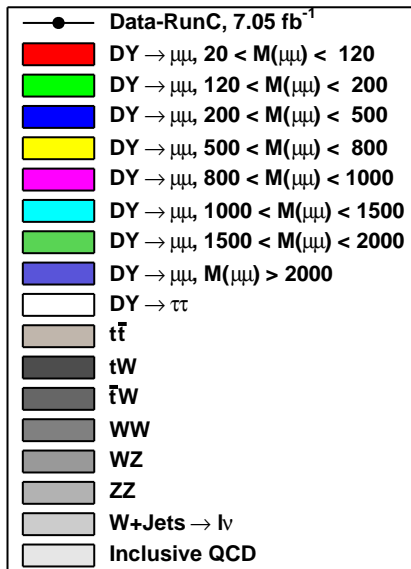 Data-RunC, 7.05 fb⁻¹
DY → μμ, 20 < M(μμ) < 120
DY → μμ, 120 < M(μμ) < 200
DY → μμ, 200 < M(μμ) < 500
DY → μμ, 500 < M(μμ) < 800
DY → μμ, 800 < M(μμ) < 1000
DY → μμ, 1000 < M(μμ) < 1500
DY → μμ, 1500 < M(μμ) < 2000
DY → μμ, M(μμ) > 2000
DY → ττ
tt̄
tW
t̄W
WW
WZ
ZZ
W+Jets → lν
Inclusive QCD